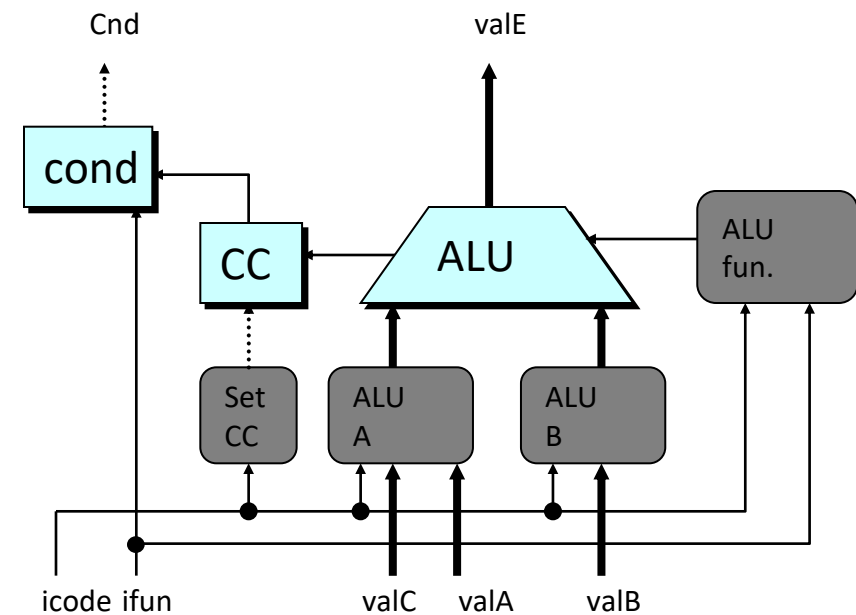 Cnd
valE
cond
CC
ALU
ALU
fun.
Set
CC
ALU
A
ALU
B
icode
ifun
valC
valA
valB